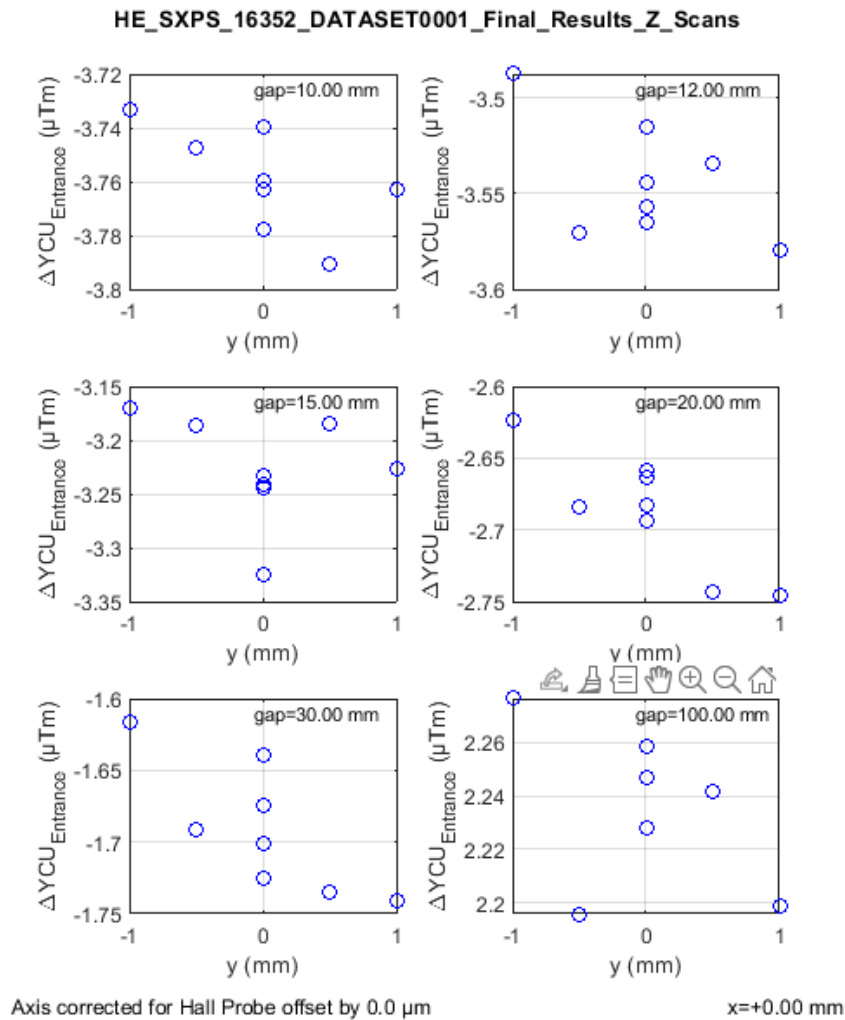 HE_SXPS_16352_DATASET0001_Final_Results_Z_Scans
ΔYCU_Entrance (µTm)
-3.72
-3.74
-3.76
-3.78
-3.8
gap=10.00 mm
-1 0 1
y (mm)
ΔYCU_Entrance (µTm)
-3.5
-3.55
-3.6
gap=12.00 mm
-1 0 1
y (mm)
ΔYCU_Entrance (µTm)
-3.15
-3.2
-3.25
-3.3
-3.35
gap=15.00 mm
-1 0 1
y (mm)
ΔYCU_Entrance (µTm)
-2.6
-2.65
-2.7
-2.75
gap=20.00 mm
-1 0 1
y (mm)
ΔYCU_Entrance (µTm)
-1.6
-1.65
-1.7
-1.75
gap=30.00 mm
-1 0 1
y (mm)
ΔYCU_Entrance (µTm)
2.26
2.24
2.22
2.2
gap=100.00 mm
-1 0 1
y (mm)
Axis corrected for Hall Probe offset by 0.0 µm
x=+0.00 mm